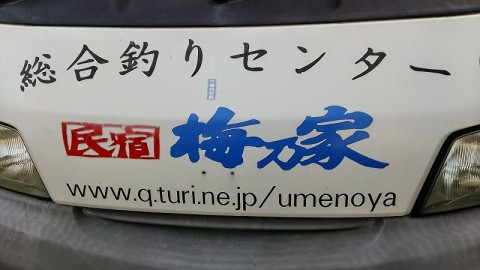 総合釣りセンター
民宿 梅乃家
www.q.turi.ne.jp/umenoya